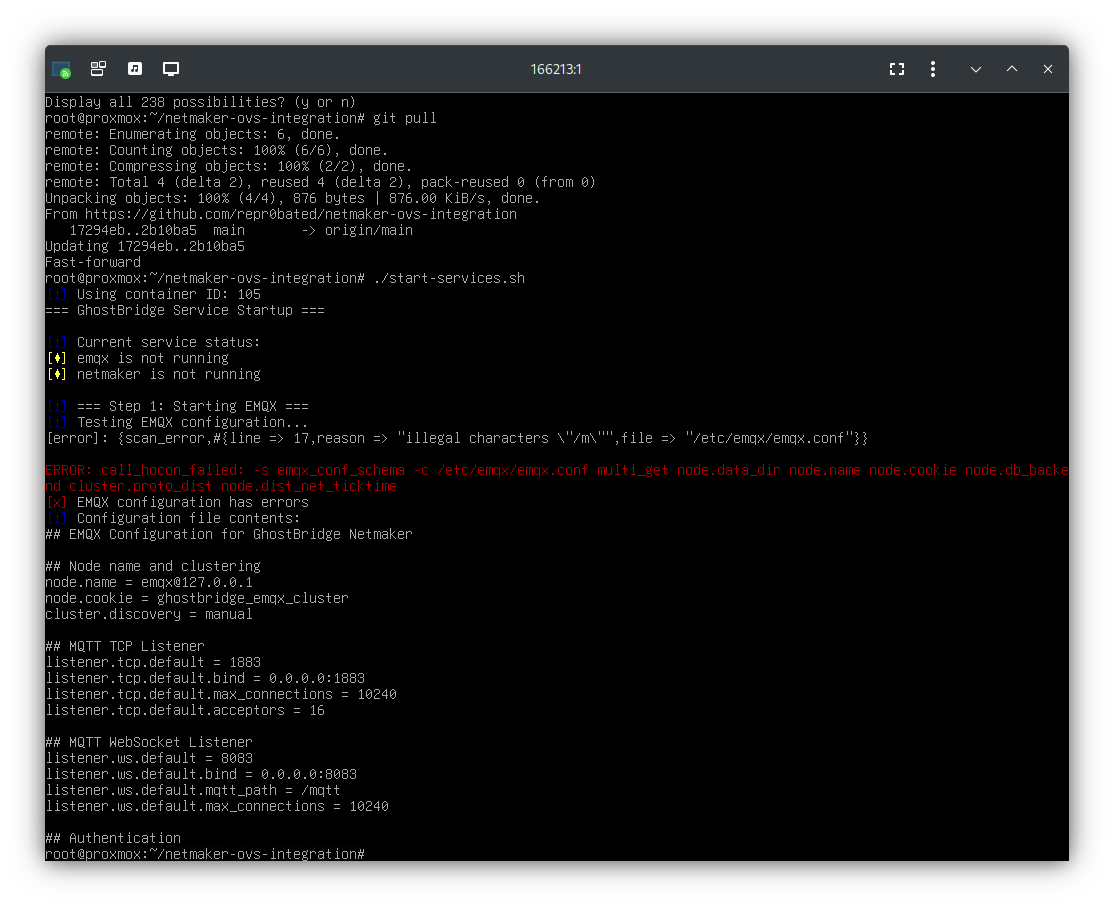 166213:1
Display all 238 possibilities? (y or n)
root@proxmox:~/netmaker-ovs-integration# git pull
remote: Enumerating objects: 6, done.
remote: Counting objects: 100% (6/6), done.
remote: Compressing objects: 100% (2/2), done.
remote: Total 4 (delta 2), reused 4 (delta 2), pack-reused 0 (from 0)
Unpacking objects: 100% (4/4), 876 bytes | 876.00 KiB/s, done.
From https://github.com/repr0bated/netmaker-ovs-integration
   17294eb..2b10ba5  main       -> origin/main
Updating 17294eb..2b10ba5
Fast-forward
root@proxmox:~/netmaker-ovs-integration# ./start-services.sh
[!] Using container ID: 105
=== GhostBridge Service Startup ===
[!] Current service status:
[♦] emqx is not running
[♦] netmaker is not running
[!] === Step 1: Starting EMQX ===
[!] Testing EMQX configuration...
[error]: {scan_error,#{line => 17,reason => "illegal characters \"/m\"",file => "/etc/emqx/emqx.conf"}}
ERROR: call_hocon_failed: -s emqx_conf_schema -c /etc/emqx/emqx.conf multi_get node.data_dir node.name node.cookie node.db_backe
nd cluster.proto_dist node.dist_net_ticktime
[x] EMQX configuration has errors
[!] Configuration file contents:
## EMQX Configuration for GhostBridge Netmaker
## Node name and clustering
node.name = emqx@127.0.0.1
node.cookie = ghostbridge_emqx_cluster
cluster.discovery = manual
## MQTT TCP Listener
listener.tcp.default = 1883
listener.tcp.default.bind = 0.0.0.0:1883
listener.tcp.default.max_connections = 10240
listener.tcp.default.acceptors = 16
## MQTT WebSocket Listener
listener.ws.default = 8083
listener.ws.default.bind = 0.0.0.0:8083
listener.ws.default.mqtt_path = /mqtt
listener.ws.default.max_connections = 10240
## Authentication
root@proxmox:~/netmaker-ovs-integration#